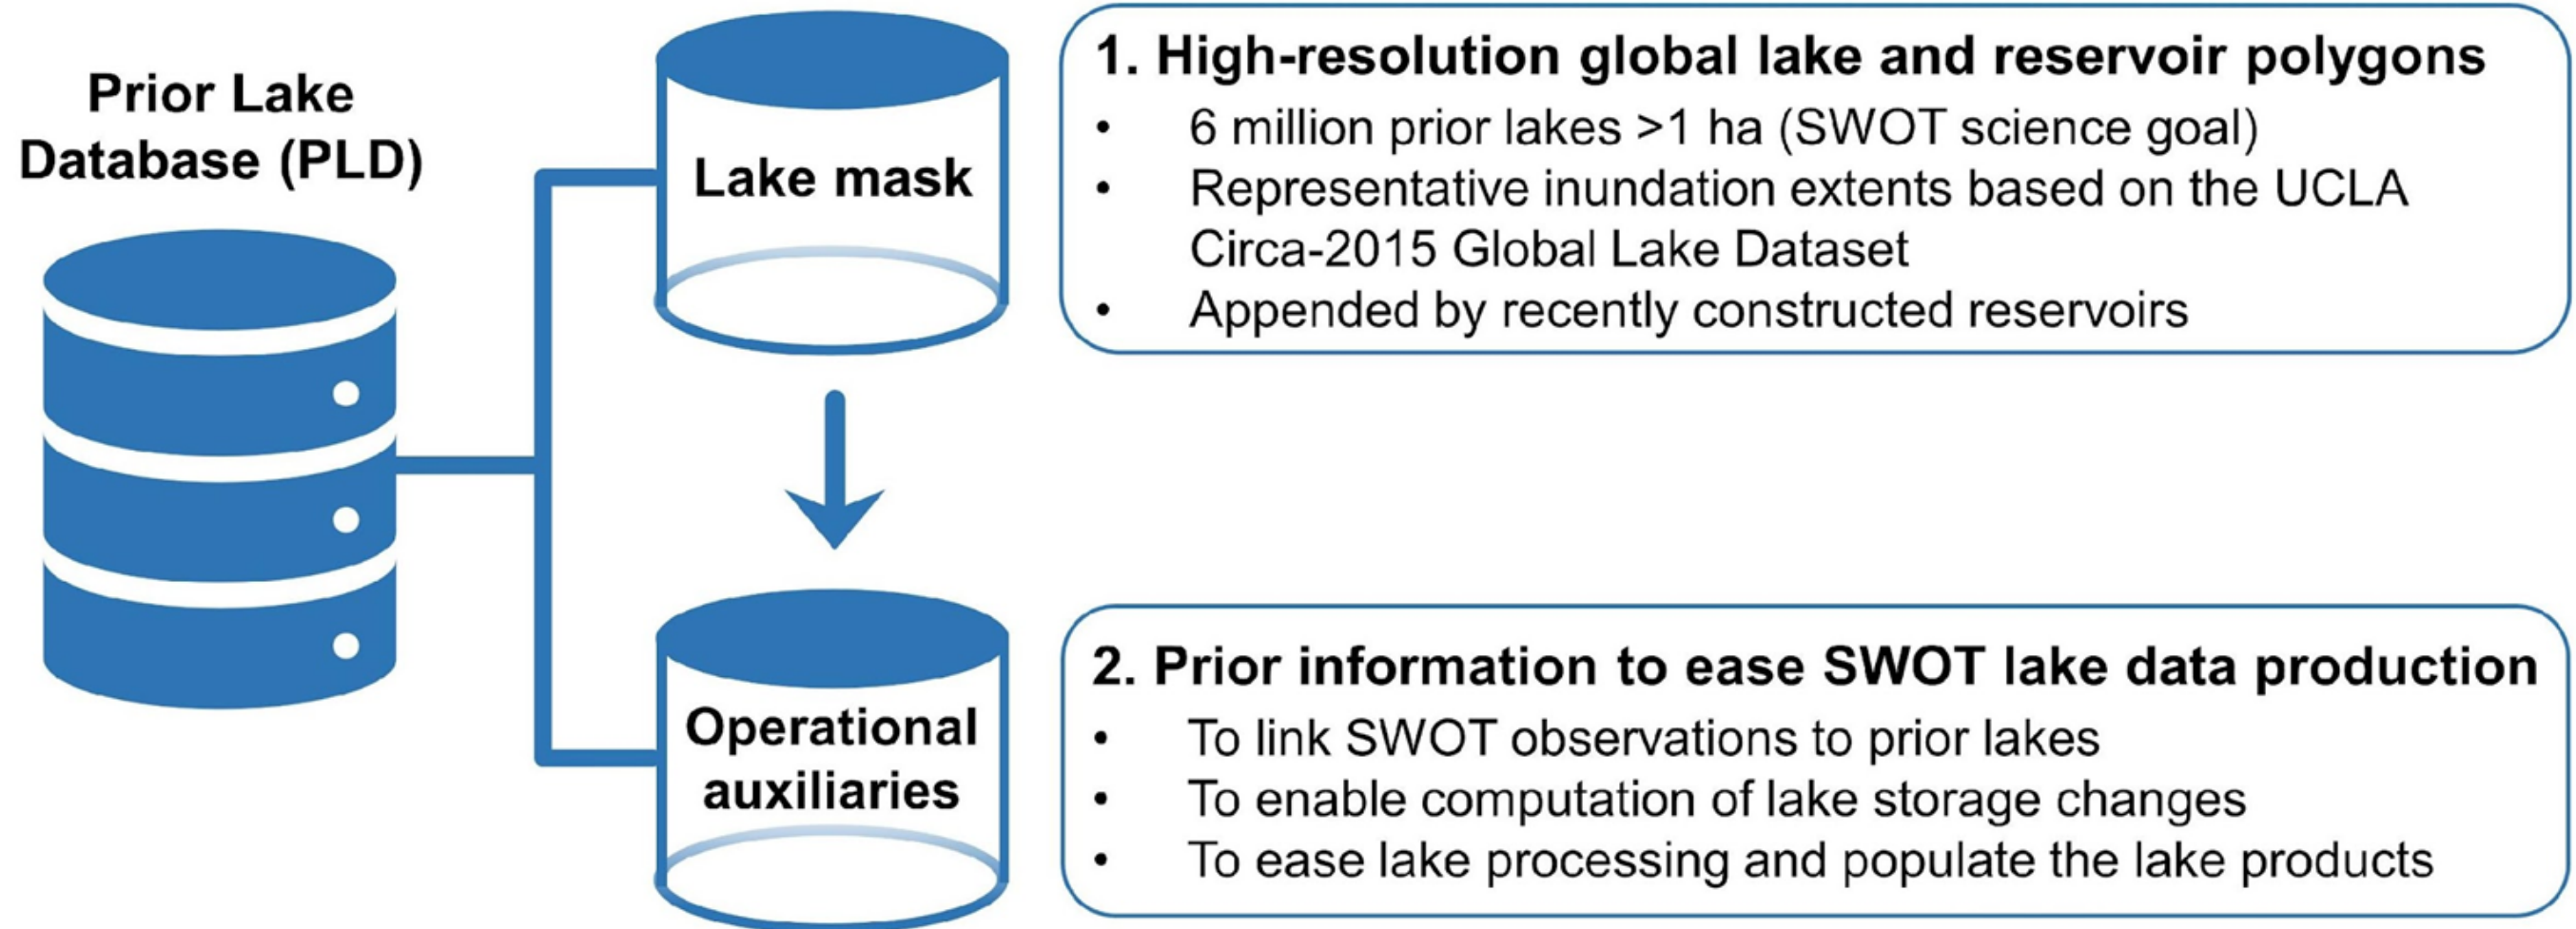 Prior Lake
Database (PLD)
Lake mask
1. High-resolution global lake and reservoir polygons
• 6 million prior lakes >1 ha (SWOT science goal)
• Representative inundation extents based on the UCLA
Circa-2015 Global Lake Dataset
• Appended by recently constructed reservoirs
Operational
auxiliaries
2. Prior information to ease SWOT lake data production
• To link SWOT observations to prior lakes
• To enable computation of lake storage changes
• To ease lake processing and populate the lake products